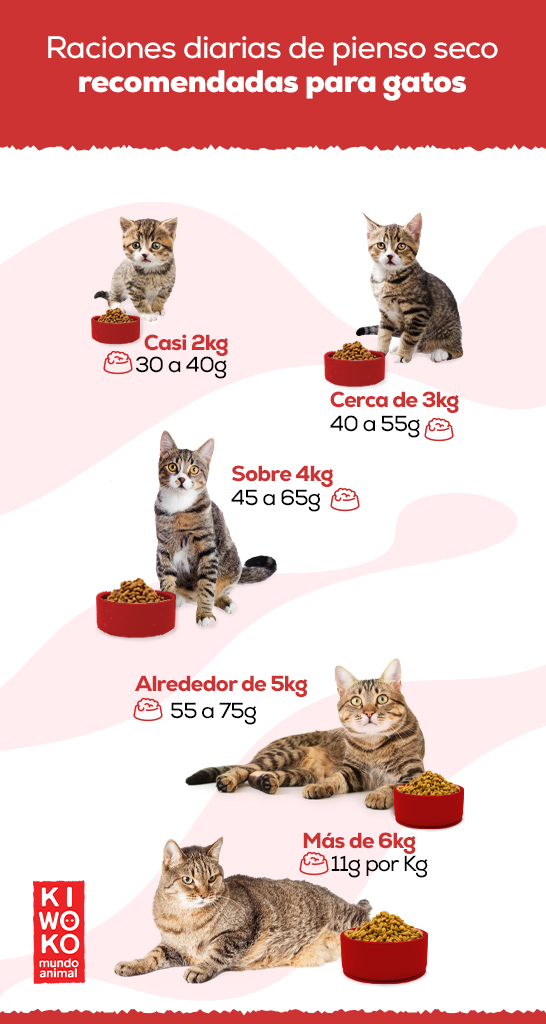 Raciones diarias de pienso seco
recomendadas para gatos
Casi 2kg
30 a 40g
Cerca de 3kg
40 a 55g
Sobre 4kg
45 a 65g
Alrededor de 5kg
55 a 75g
Más de 6kg
11g por Kg
KI
WO
KO
mundo
animal